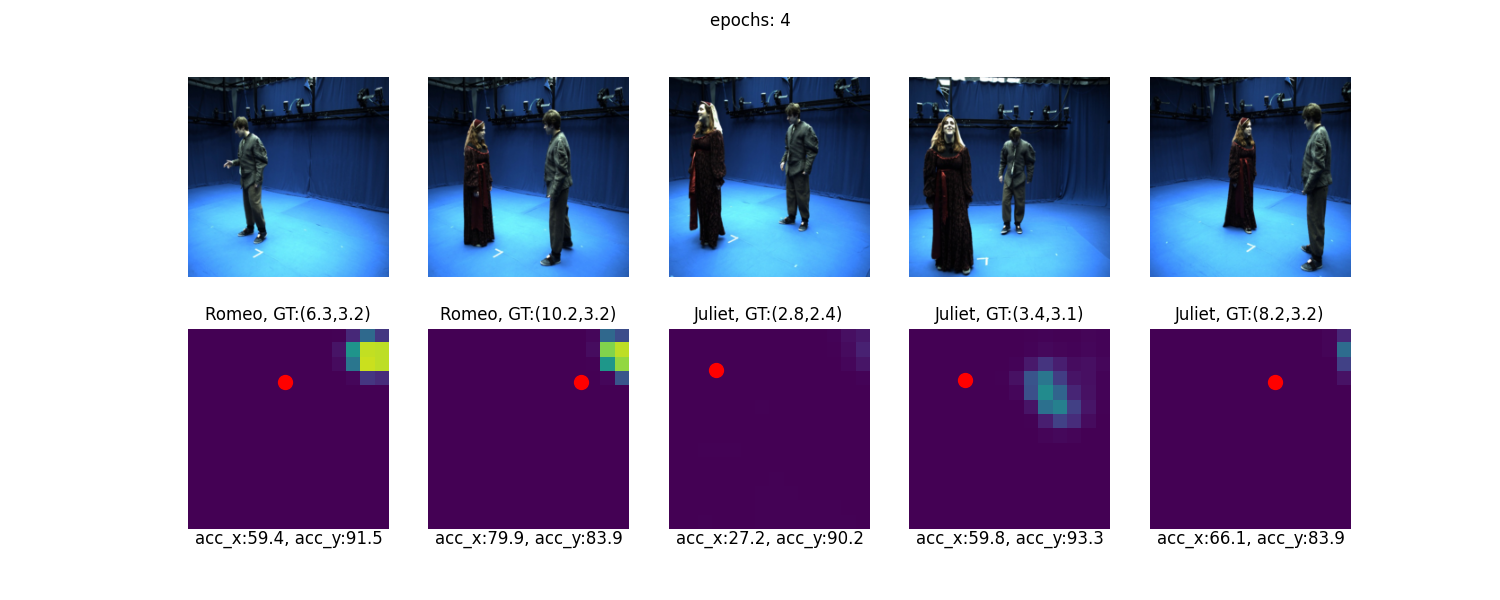 epochs: 4
Romeo, GT:(6.3,3.2)
Romeo, GT:(10.2,3.2)
Juliet, GT:(2.8,2.4)
Juliet, GT:(3.4,3.1)
Juliet, GT:(8.2,3.2)
acc_x:59.4, acc_y:91.5
acc_x:79.9, acc_y:83.9
acc_x:27.2, acc_y:90.2
acc_x:59.8, acc_y:93.3
acc_x:66.1, acc_y:83.9